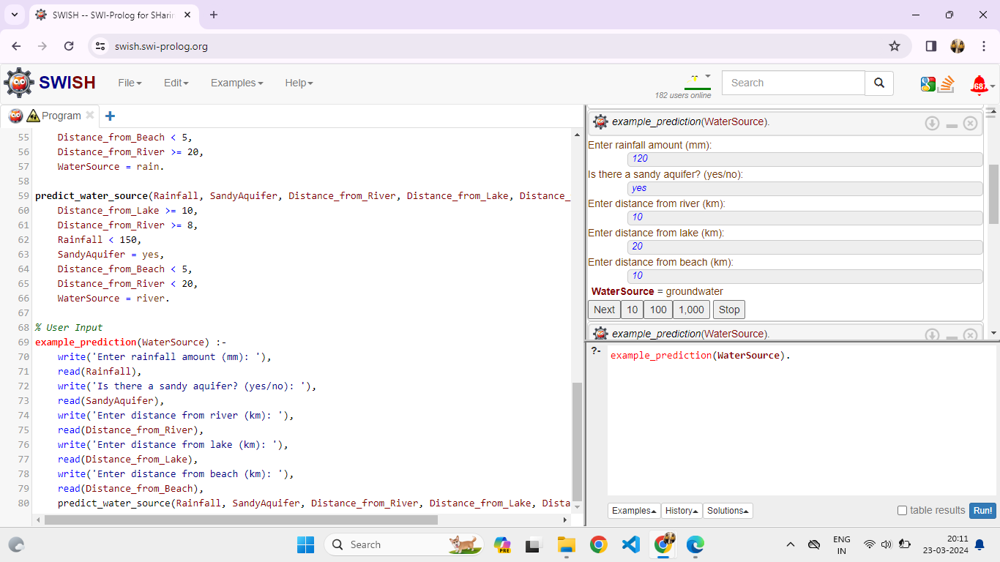 SWISH -- SWI-Prolog for SHarin
swish.swi-prolog.org
SWISH
File
Edit
Examples
Help
182 users online
Search
Program
55 Distance_from_Beach < 5,
56 Distance_from_River >= 20,
57 WaterSource = rain.
58
59 predict_water_source(Rainfall, SandyAquifer, Distance_from_River, Distance_from_Lake, Distance_
60 Distance_from_Lake >= 10,
61 Distance_from_River >= 8,
62 Rainfall < 150,
63 SandyAquifer = yes,
64 Distance_from_Beach < 5,
65 Distance_from_River < 20,
66 WaterSource = river.
67
68 % User Input
69 example_prediction(WaterSource) :-
70 write('Enter rainfall amount (mm): '),
71 read(Rainfall),
72 write('Is there a sandy aquifer? (yes/no): '),
73 read(SandyAquifer),
74 write('Enter distance from river (km): '),
75 read(Distance_from_River),
76 write('Enter distance from lake (km): '),
77 read(Distance_from_Lake),
78 write('Enter distance from beach (km): '),
79 read(Distance_from_Beach),
80 predict_water_source(Rainfall, SandyAquifer, Distance_from_River, Distance_from_Lake, Dista
example_prediction(WaterSource).
Enter rainfall amount (mm):
120
Is there a sandy aquifer? (yes/no):
yes
Enter distance from river (km):
10
Enter distance from lake (km):
20
Enter distance from beach (km):
10
WaterSource = groundwater
Next 10 100 1,000 Stop
example_prediction(WaterSource).
?- example_prediction(WaterSource).
Examples History Solutions table results Run!
Search
PRE
ENG
IN
20:11
23-03-2024